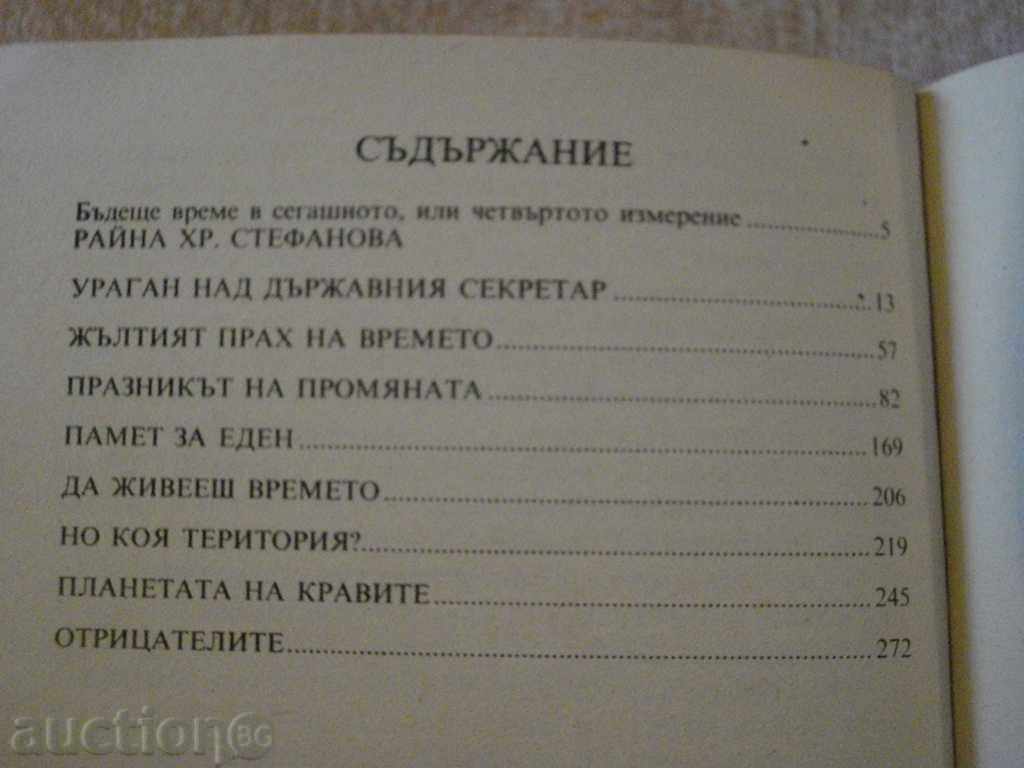 СЪДЪРЖАНИЕ
Бъдеще време в сегашното, или четвъртото измерение ..................5
РАЙНА ХР. СТЕФАНОВА
УРАГАН НАД ДЪРЖАВНИЯ СЕКРЕТАР ..................13
ЖЪЛТИЯТ ПРАХ НА ВРЕМЕТО ..................57
ПРАЗНИКЪТ НА ПРОМЯНАТА ..................82
ПАМЕТ ЗА ЕДЕН ..................169
ДА ЖИВЕЕШ ВРЕМЕТО ..................206
НО КОЯ ТЕРИТОРИЯ? ..................219
ПЛАНЕТАТА НА КРАВИТЕ ..................245
ОТРИЦАТЕЛИТЕ ..................272
auction BG